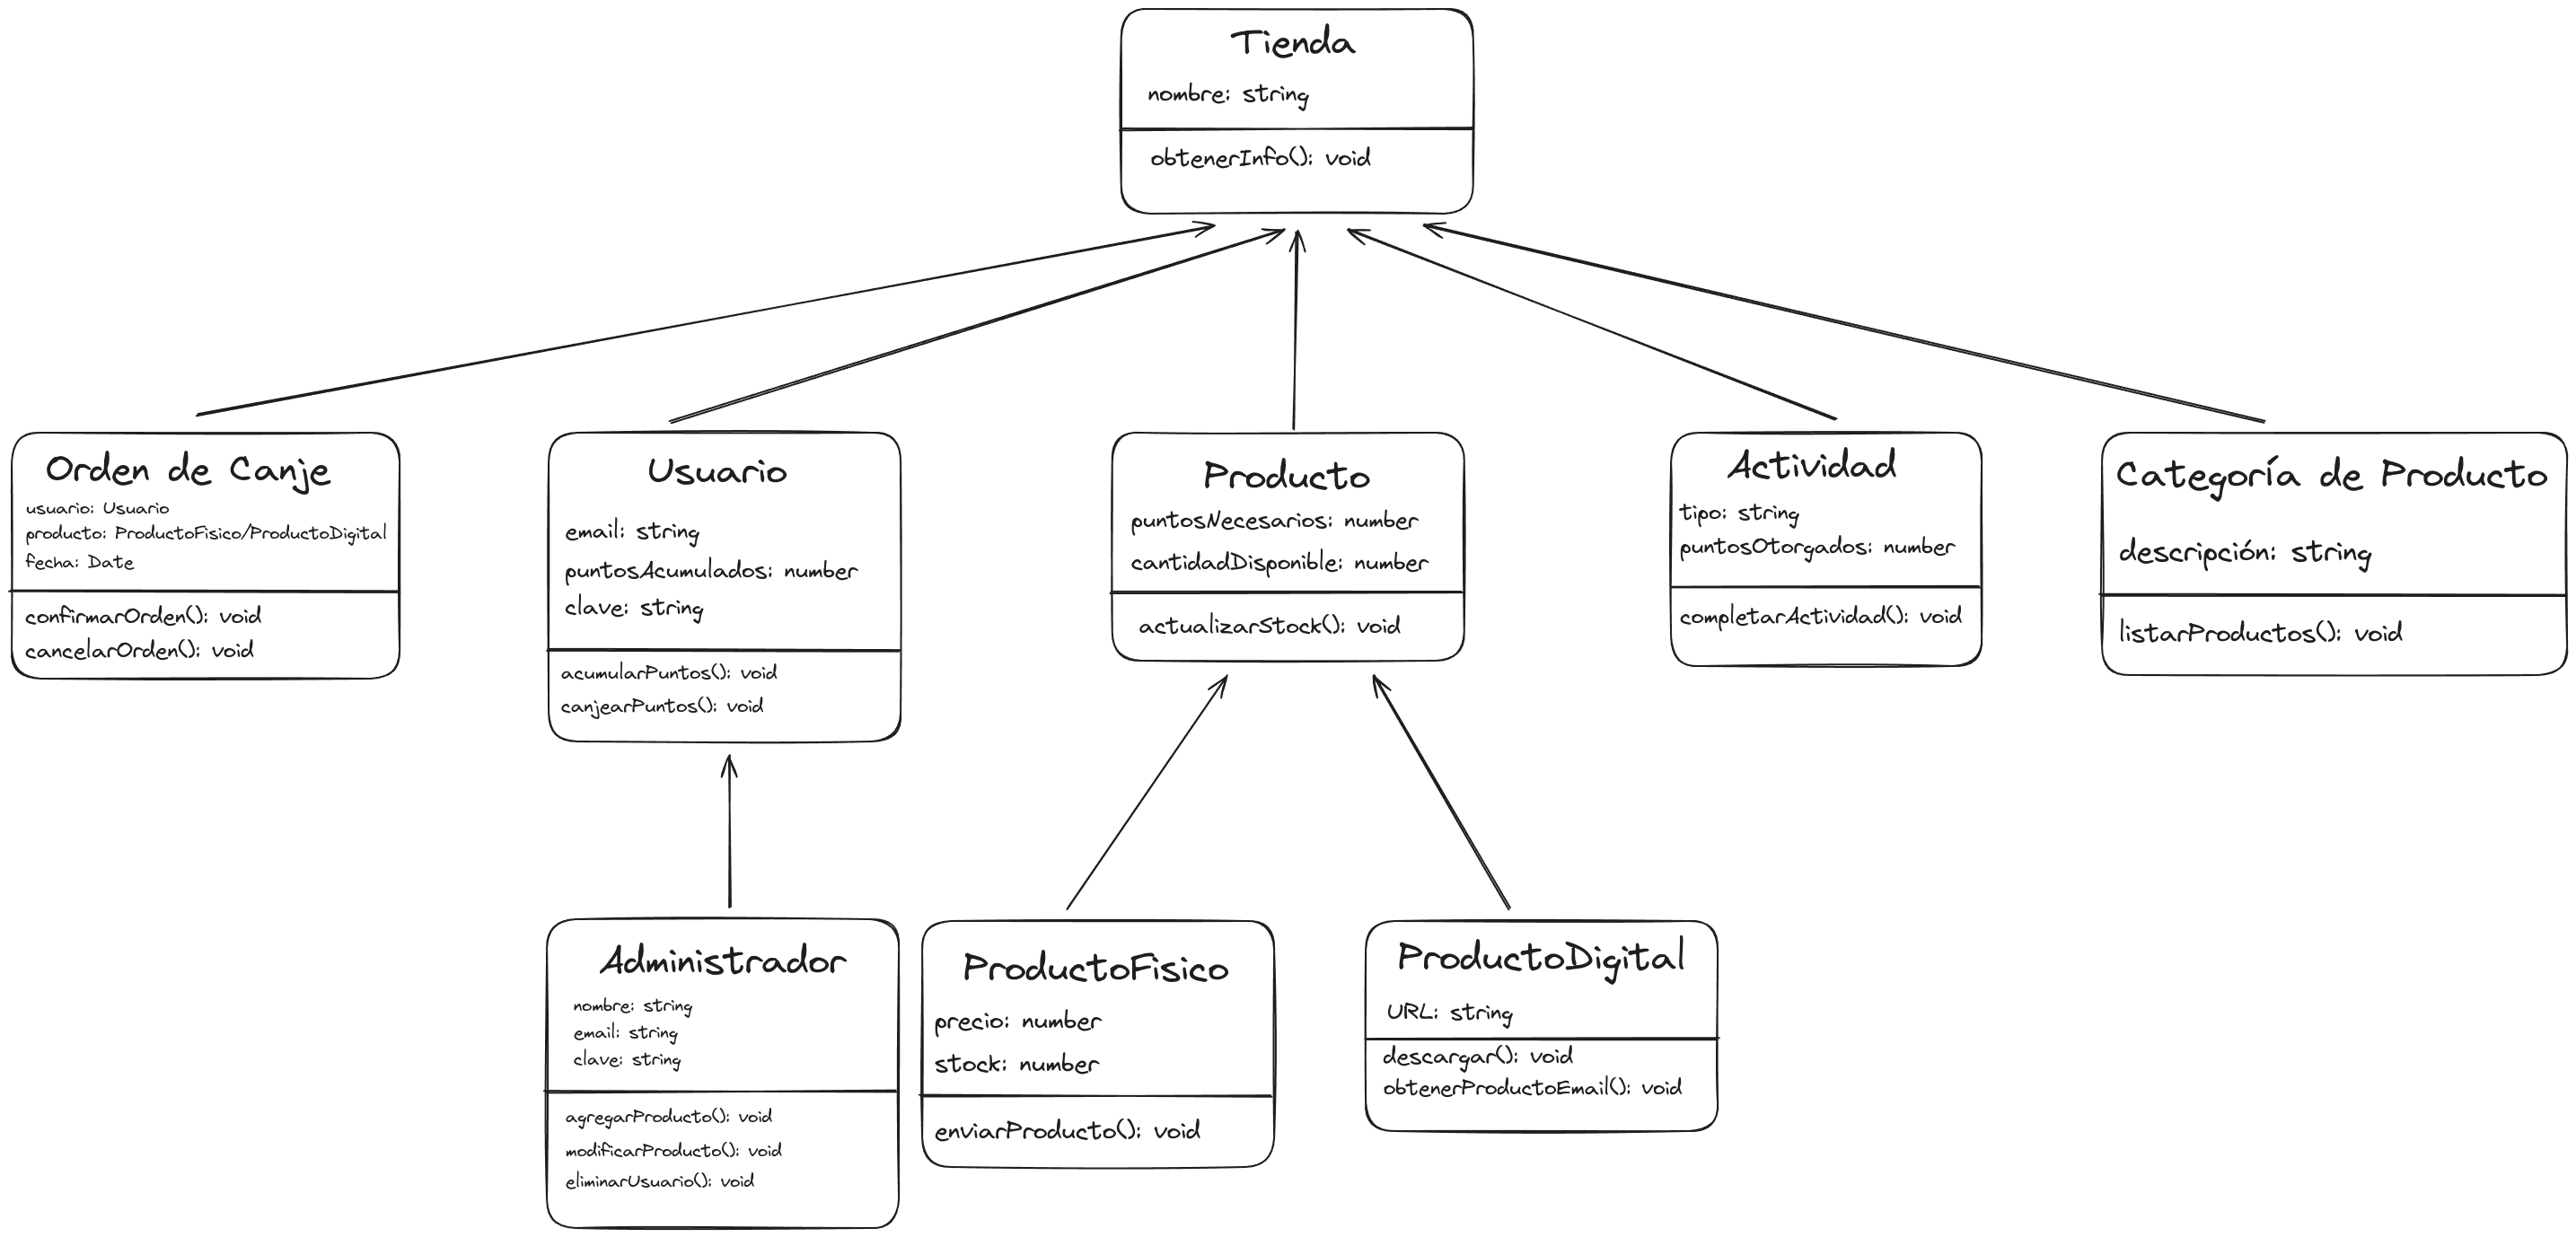 Tienda
nombre: string
obtenerInfo(): void
Orden de Canje
usuario: Usuario
producto: ProductoFisico/ProductoDigital
fecha: Date
confirmarOrden(): void
cancelarOrden(): void
Usuario
email: string
puntosAcumulados: number
clave: string
acumularPuntos(): void
canjearPuntos(): void
Producto
puntosNecesarios: number
cantidadDisponible: number
actualizarStock(): void
Actividad
tipo: string
puntosOtorgados: number
completarActividad(): void
Categoría de Producto
descripción: string
listarProductos(): void
Administrador
nombre: string
email: string
clave: string
agregarProducto(): void
modificarProducto(): void
eliminarUsuario(): void
ProductoFisico
precio: number
stock: number
enviarProducto(): void
ProductoDigital
URL: string
descargar(): void
obtenerProductoEmail(): void